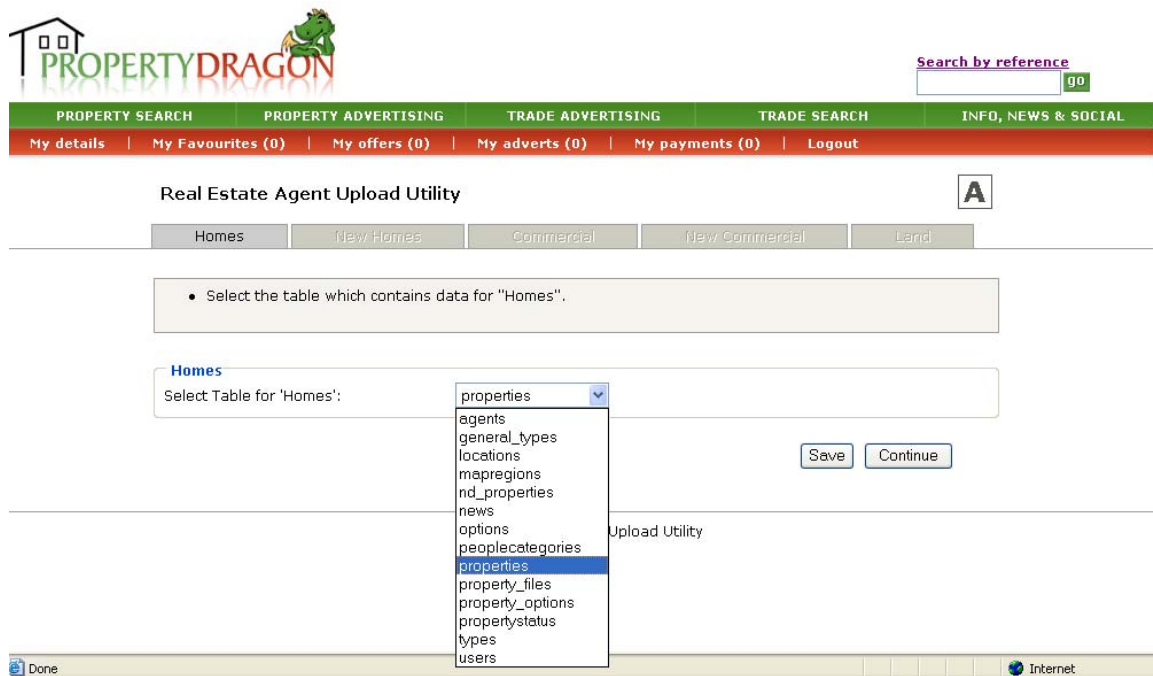 PROPERTYDRAGON
Search by reference
go
PROPERTY SEARCH PROPERTY ADVERTISING TRADE ADVERTISING TRADE SEARCH INFO, NEWS & SOCIAL
My details | My Favourites (0) | My offers (0) | My adverts (0) | My payments (0) | Logout
Real Estate Agent Upload Utility
A
Homes New Homes Commercial New Commercial Land
• Select the table which contains data for "Homes".
Homes
Select Table for 'Homes': properties
agents
general_types
locations
mapregions
nd_properties
news
options
peoplecategories
properties
property_files
property_options
propertystatus
types
users
Save Continue
Upload Utility
Done Internet